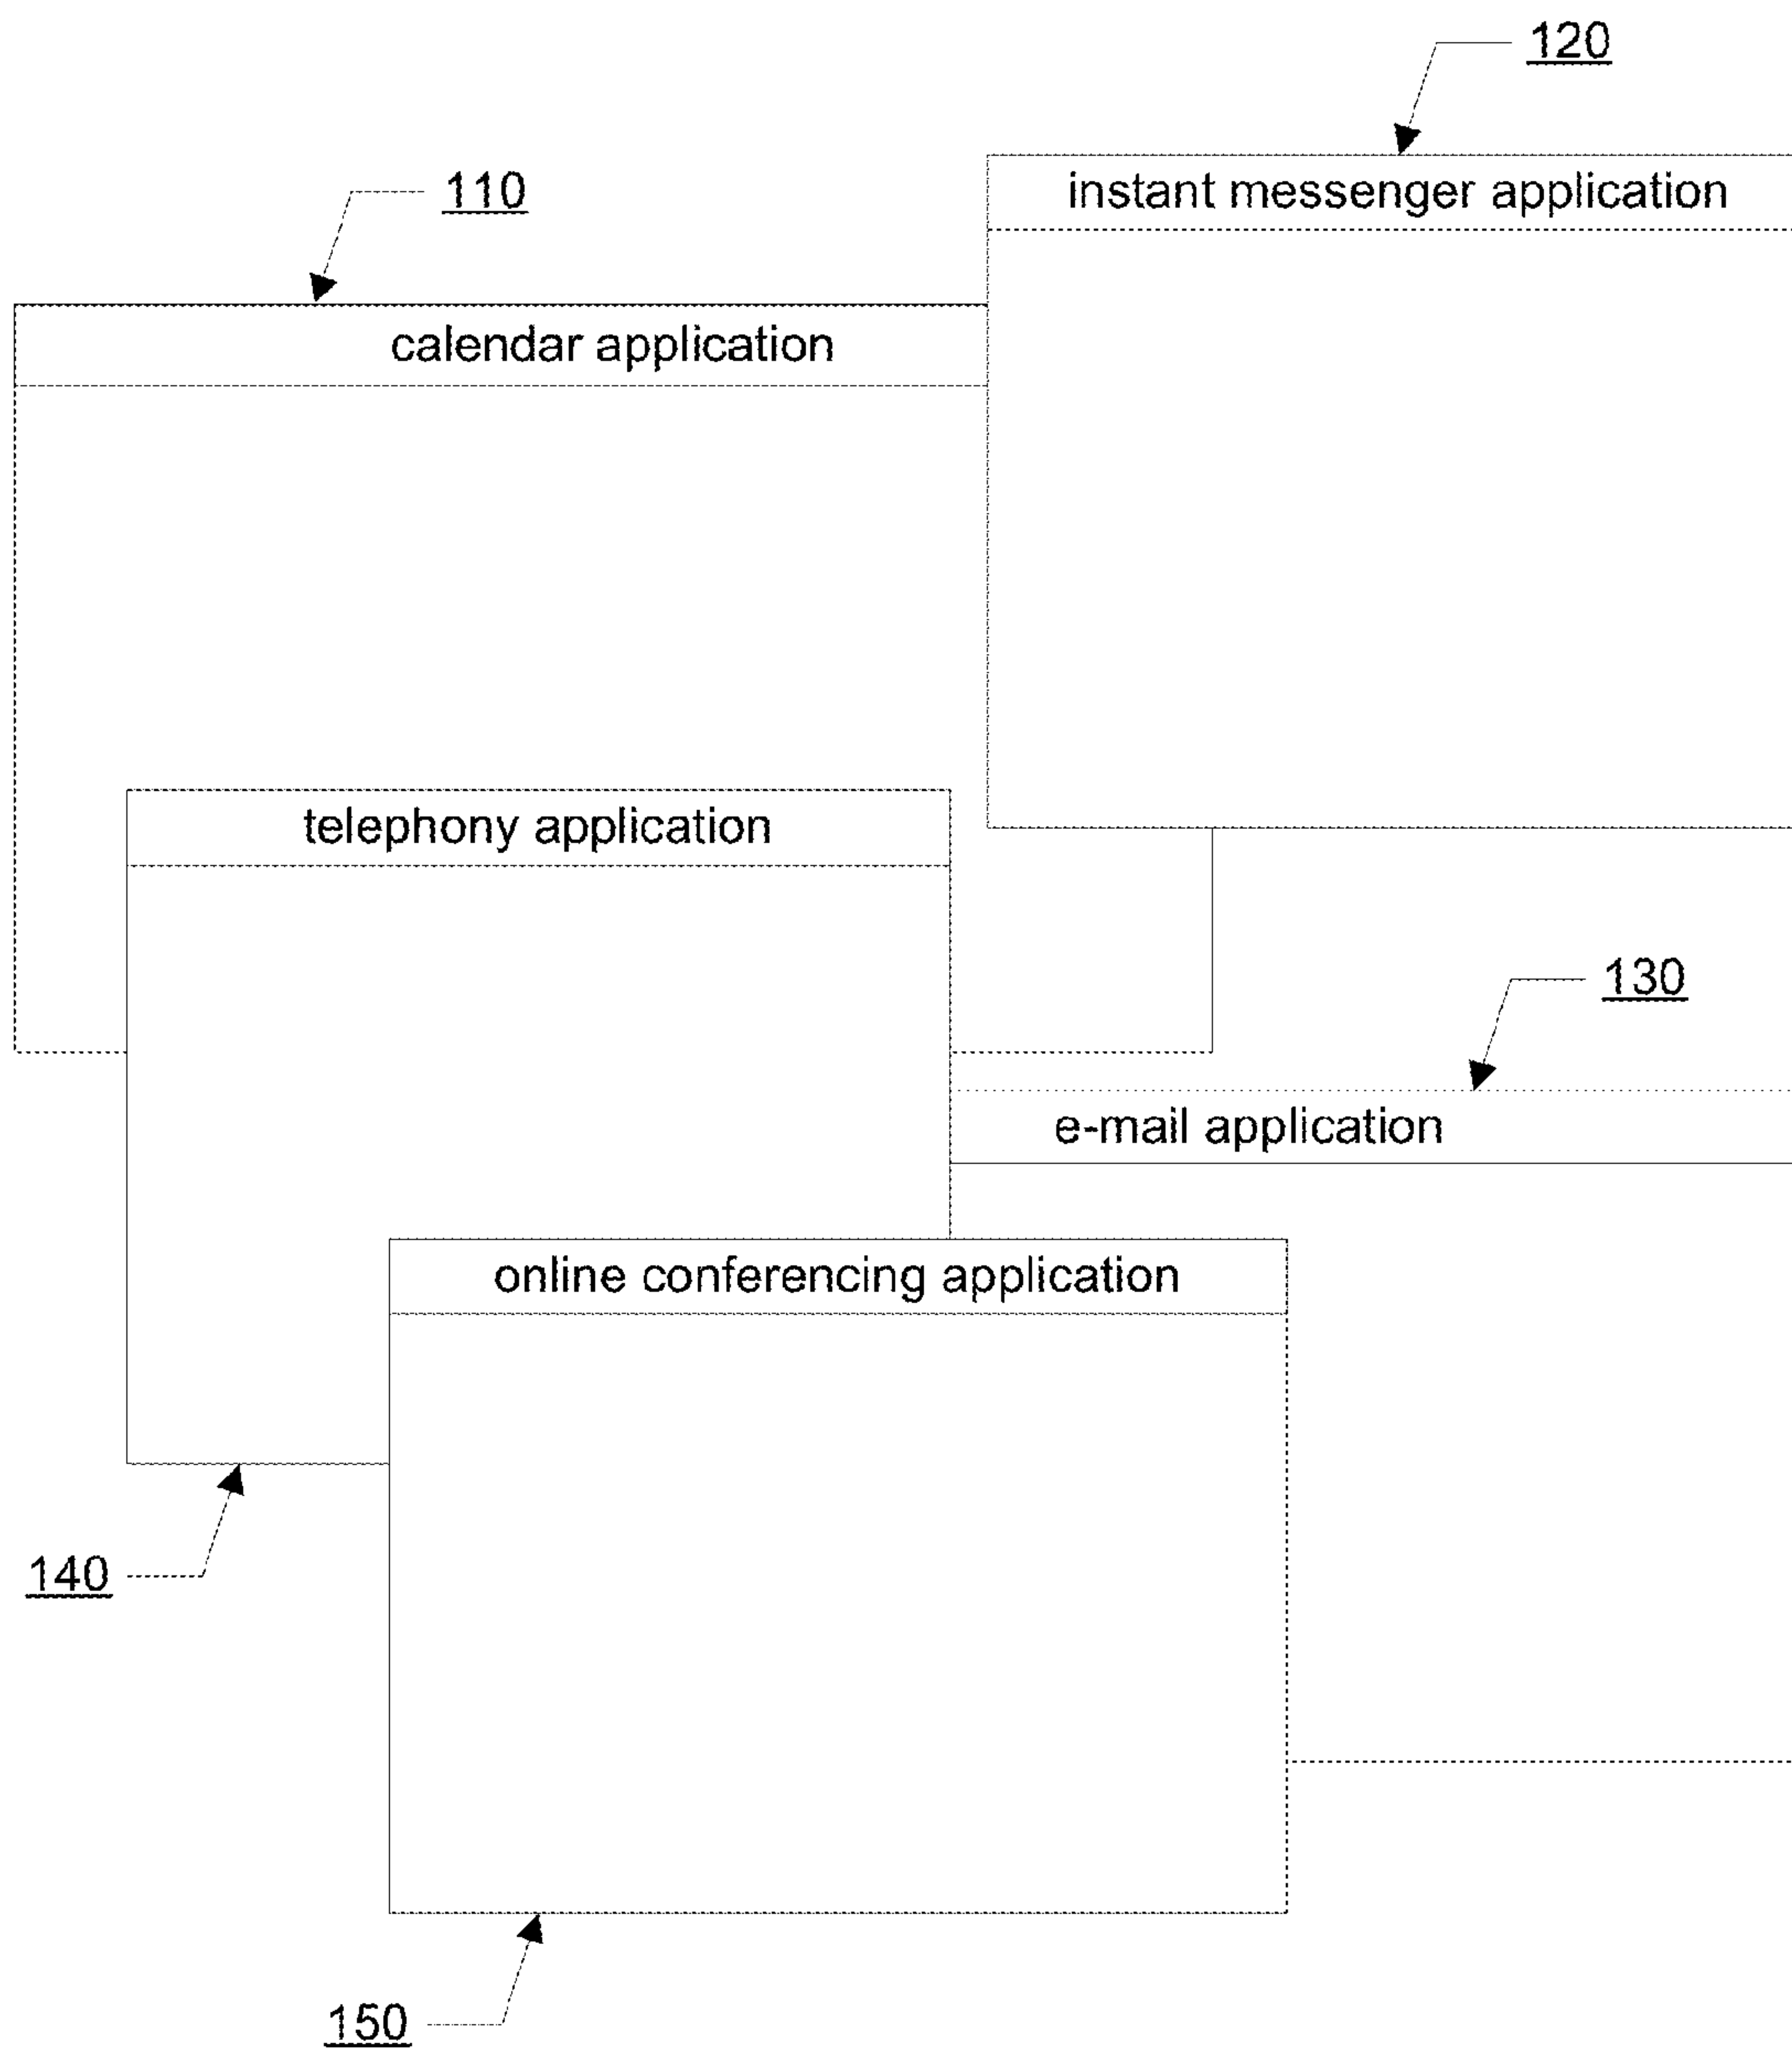 120
110
instant messenger application
calendar application
telephony application
130
e-mail application
online conferencing application
140
150